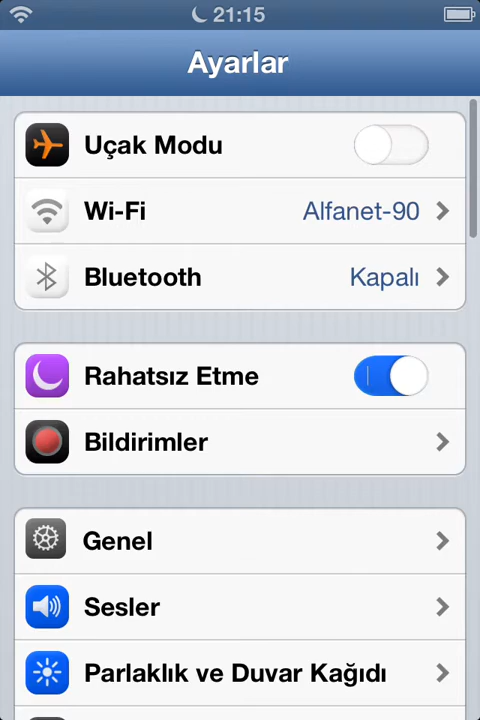 21:15
Ayarlar
Uçak Modu
Wi-Fi Alfanet-90
Bluetooth Kapalı
Rahatsız Etme
Bildirimler
Genel
Sesler
Parlaklık ve Duvar Kağıdı